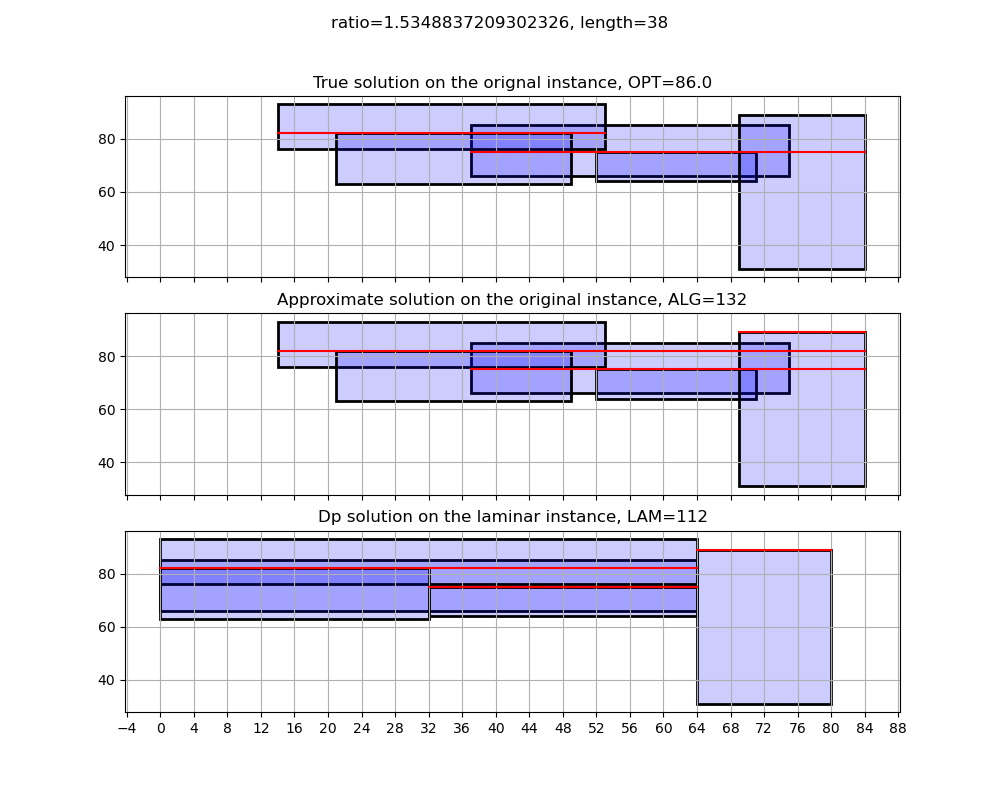 ratio=1.5348837209302326, length=38
True solution on the orignal instance, OPT=86.0
80
60
40
Approximate solution on the original instance, ALG=132
80
60
40
Dp solution on the laminar instance, LAM=112
80
60
40
−4 0 4 8 12 16 20 24 28 32 36 40 44 48 52 56 60 64 68 72 76 80 84 88